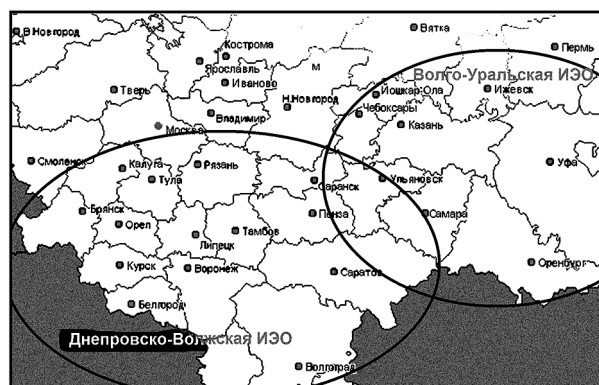 В.Новгород
Вятка
Кострома
Пермь
Ярославль
М
Волго-Уральская ИЭО
Иваново
Тверь
Йошкар-Ола
Ижевск
Н.Новгород
Чебоксары
Владимир
Казань
Москва
Смоленск
Калуга
Рязань
Уфа
Тула
Саранск
Ульяновск
Брянск
Пенза
Самара
Орел
Тамбов
Липецк
Курск
Воронеж
Саратов
Оренбург
Белгород
Днепровско-Волжская ИЭО
Волгоград